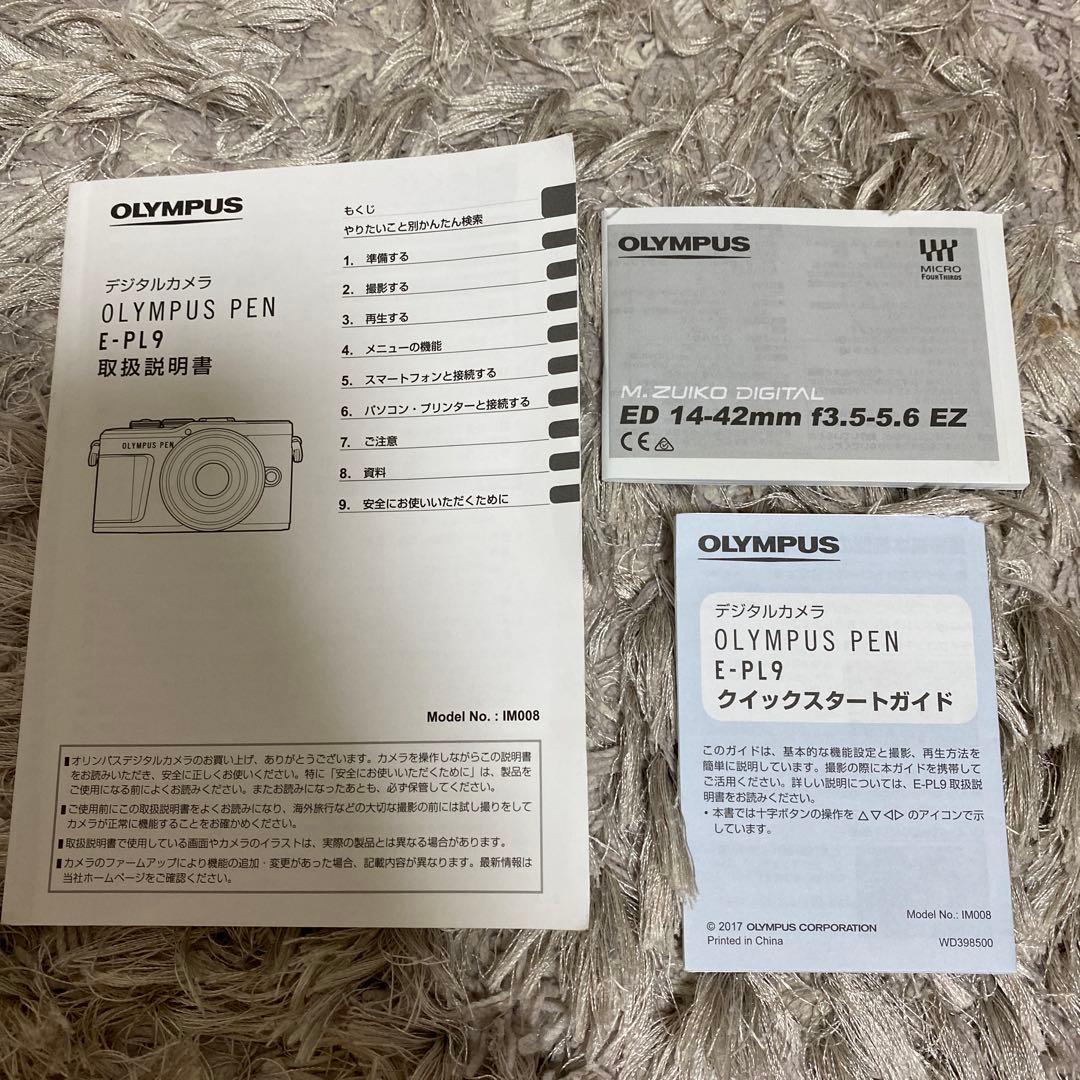 OLYMPUS
デジタルカメラ
OLYMPUS PEN
E-PL9
取扱説明書
OLYMPUS PEN
もくじ
やりたいこと別かんたん検索
1. 準備する
2. 撮影する
3. 再生する
4. メニューの機能
5. スマートフォンと接続する
6. パソコン・プリンターと接続する
7. ご注意
8. 資料
9. 安全にお使いいただくために
Model No. : IM008
■オリンパスデジタルカメラのお買い上げ、ありがとうございます。カメラを操作しながらこの説明書
をお読みいただき、安全に正しくお使いください。特に「安全にお使いいただくために」は、製品を
ご使用になる前によくお読みください。またお読みになったあとも、必ず保管してください。
■ご使用前にこの取扱説明書をよくお読みになり、海外旅行などの大切な撮影の前には試し撮りをして
カメラが正常に機能することをお確かめください。
■取扱説明書で使用している画面やカメラのイラストは、実際の製品とは異なる場合があります。
■カメラのファームアップにより機能の追加・変更があった場合、記載内容が異なります。最新情報は
当社ホームページをご確認ください。
OLYMPUS
MICRO
FOURTHIRDS
M.ZUIKO DIGITAL
ED 14-42mm f3.5-5.6 EZ
CE
OLYMPUS
デジタルカメラ
OLYMPUS PEN
E-PL9
クイックスタートガイド
このガイドは、基本的な機能設定と撮影、再生方法を
簡単に説明しています。撮影の際に本ガイドを携帯して
ご活用ください。詳しい説明については、E-PL9 取扱説
明書をお読みください。
• 本書では十字ボタンの操作を △▽◁▷ のアイコンで示
しています。
Model No.: IM008
© 2017 OLYMPUS CORPORATION
Printed in China
WD398500